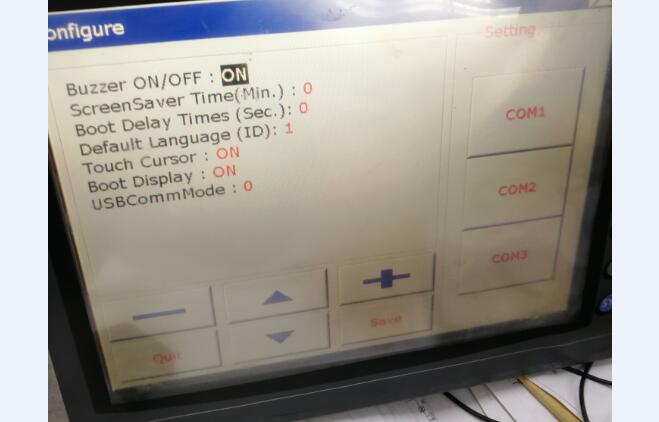 onfigure
Setting
Buzzer ON/OFF : ON
ScreenSaver Time(Min.) : 0
Boot Delay Times (Sec.): 0
Default Language (ID): 1
Touch Cursor : ON
Boot Display : ON
USBCommMode : 0
COM1
COM2
COM3
Save
Quit